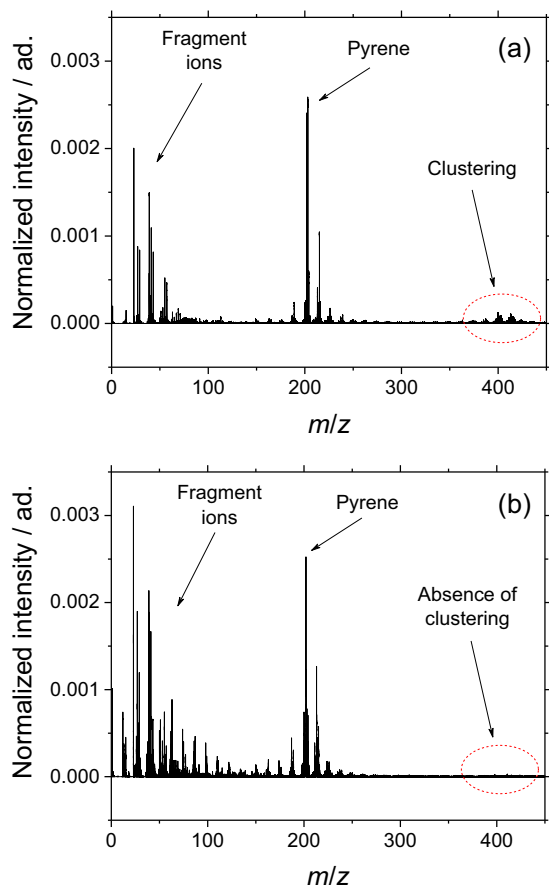 (a)
Fragment
ions
Pyrene
Clustering
Normalized intensity / ad.
0.003
0.002
0.001
0.000
0 100 200 300 400
m/z
(b)
Fragment
ions
Pyrene
Absence of
clustering
Normalized intensity / ad.
0.003
0.002
0.001
0.000
0 100 200 300 400
m/z